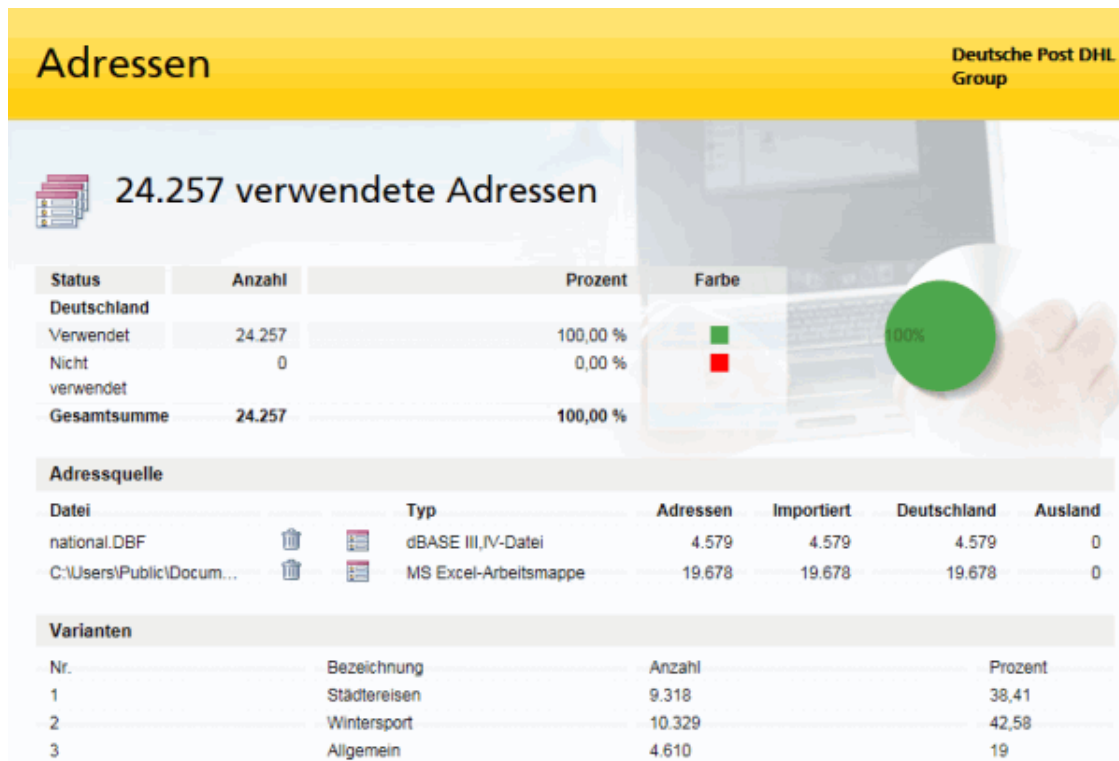 Adressen
Deutsche Post DHL
Group
24.257 verwendete Adressen
Status Anzahl Prozent Farbe
Deutschland
Verwendet 24.257 100,00 %
100%
Nicht 0 0,00 %
verwendet
Gesamtsumme 24.257 100,00 %
Adressquelle
Datei Typ Adressen Importiert Deutschland Ausland
national.DBF dBASE III,IV-Datei 4.579 4.579 4.579 0
C:\Users\Public\Docum... MS Excel-Arbeitsmappe 19.678 19.678 19.678 0
Varianten
Nr. Bezeichnung Anzahl Prozent
1 Städtereisen 9.318 38,41
2 Wintersport 10.329 42,58
3 Allgemein 4.610 19